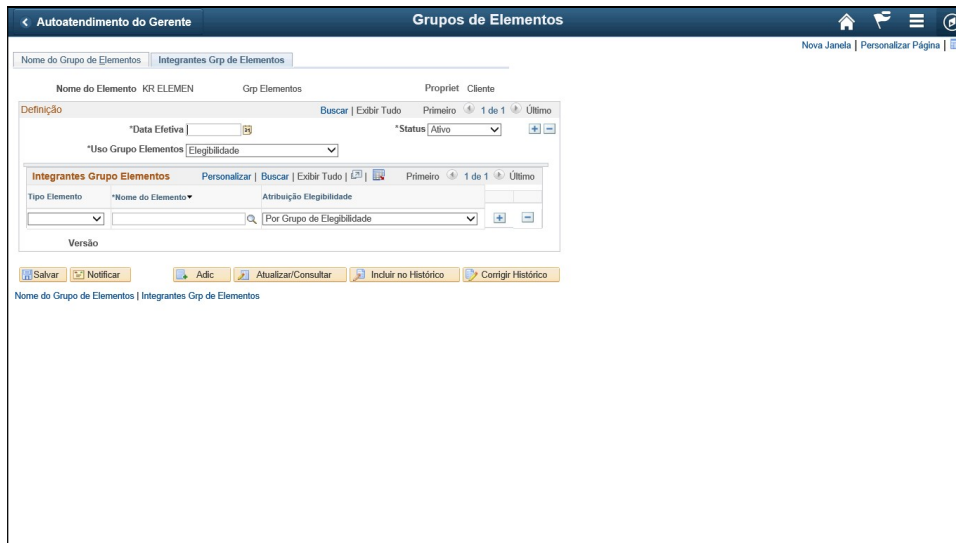 Autoatendimento do Gerente
Grupos de Elementos
Nova Janela | Personalizar Página |
Nome do Grupo de Elementos Integrantes Grp de Elementos
Nome do Elemento KR ELEMEN Grp Elementos Propriet Cliente
Definição Buscar | Exibir Tudo Primeiro 1 de 1 Último
*Data Efetiva *Status Ativo
*Uso Grupo Elementos Elegibilidade
Integrantes Grupo Elementos Personalizar | Buscar | Exibir Tudo | | Primeiro 1 de 1 Último
Tipo Elemento *Nome do Elemento Atribuição Elegibilidade
Por Grupo de Elegibilidade
Versão
Salvar Notificar Adic Atualizar/Consultar Incluir no Histórico Corrigir Histórico
Nome do Grupo de Elementos | Integrantes Grp de Elementos